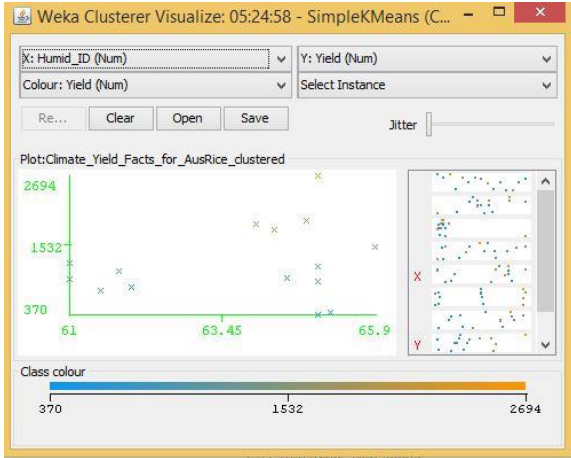 Weka Clusterer Visualize: 05:24:58 - SimpleKMeans (C...
X: Humid_ID (Num)
Y: Yield (Num)
Colour: Yield (Num)
Select Instance
Re...
Clear
Open
Save
Jitter
Plot:Climate_Yield_Facts_for_AusRice_clustered
2694
1532
370
61
63.45
65.9
X
Y
Class colour
370
1532
2694